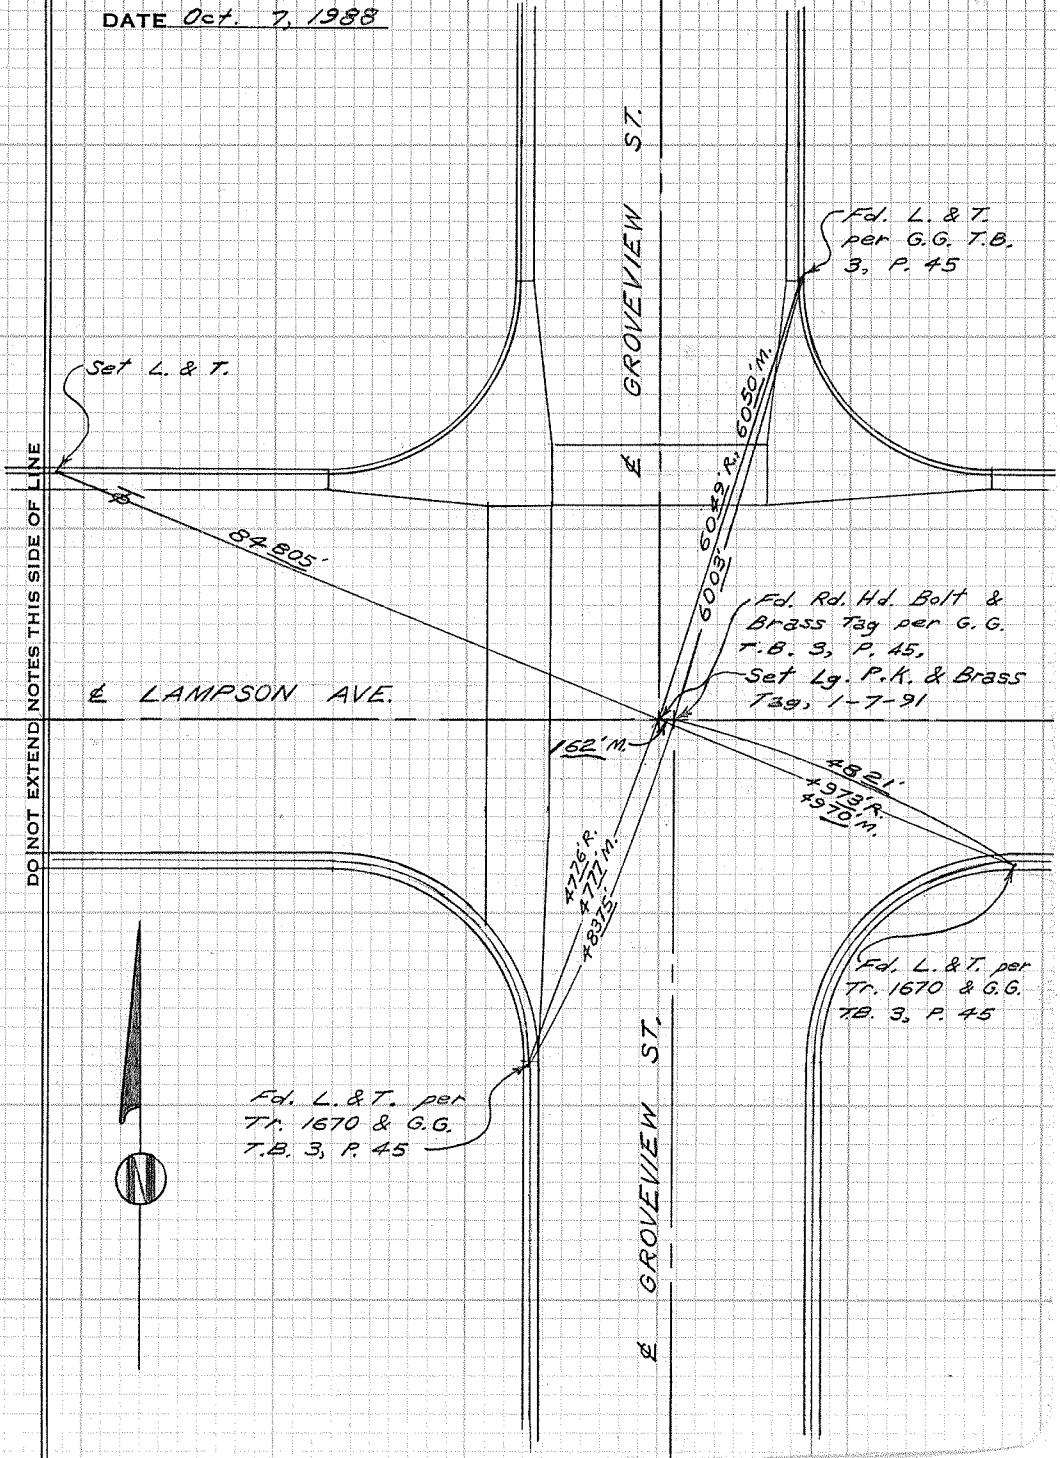 DATE Oct. 7, 1988
GROVEVIEW ST.
℄
Fd. L. & T.
per G.G. T.B.
3, P. 45
Set L. & T.
60.49' R., 60.50' M.
60.03'
84.805'
DO NOT EXTEND NOTES THIS SIDE OF LINE
Fd. Rd. Hd. Bolt &
Brass Tag per G.G.
T.B. 3, P. 45,
Set Lg. P.K. & Brass
Tag, 1-7-91
℄ LAMPSON AVE.
1.62' M.
48.21'
49.73' R.
49.70' M.
47.76' R.
47.77' M.
48.375'
Fd. L. & T. per
Tr. 1670 & G.G.
T.B. 3, P. 45
Fd. L. & T. per
Tr. 1670 & G.G.
T.B. 3, P. 45
℄ GROVEVIEW ST.
N